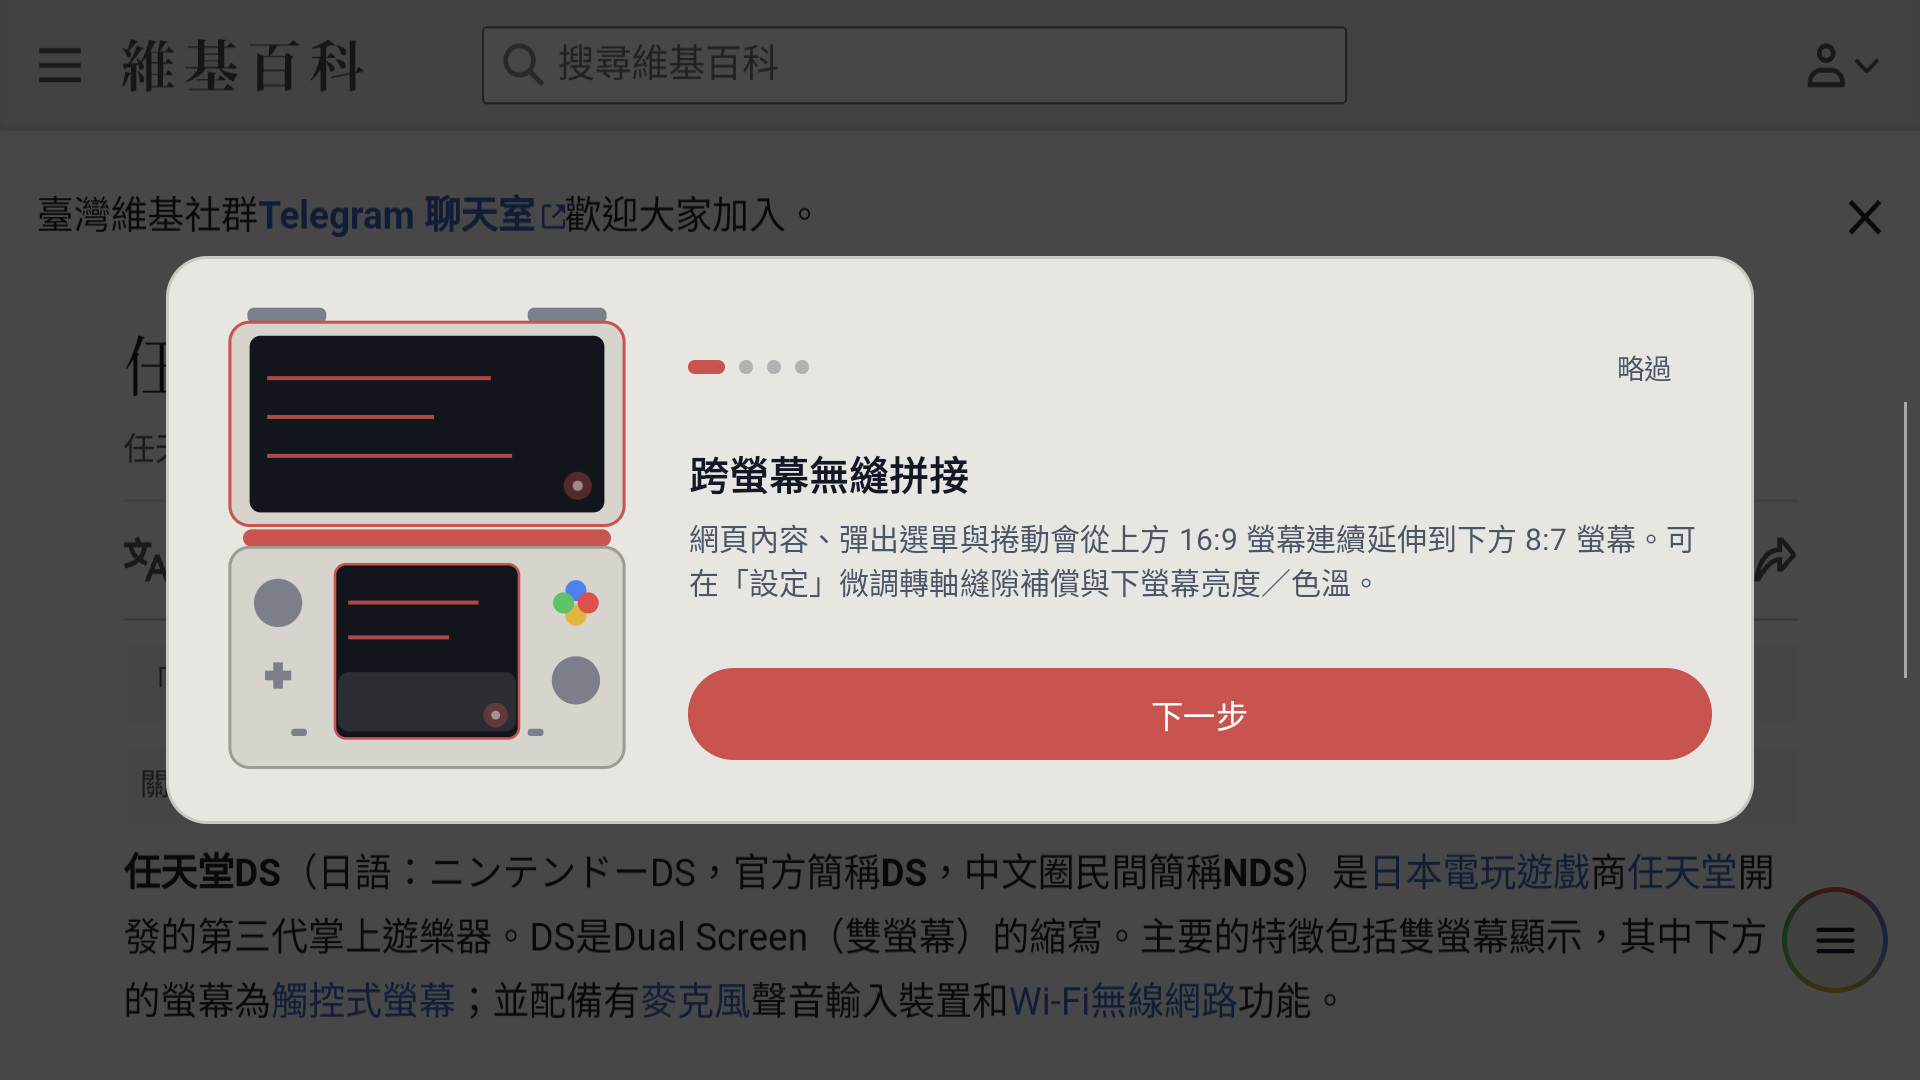 維基百科
搜尋維基百科
臺灣維基社群Telegram 聊天室 歡迎大家加入。
略過
跨螢幕無縫拼接
網頁內容、彈出選單與捲動會從上方 16:9 螢幕連續延伸到下方 8:7 螢幕。可
在「設定」微調轉軸縫隙補償與下螢幕亮度／色溫。
下一步
任
任天
文A
關
任天堂DS（日語：ニンテンドーDS，官方簡稱DS，中文圈民間簡稱NDS）是日本電玩遊戲商任天堂開
發的第三代掌上遊樂器。DS是Dual Screen（雙螢幕）的縮寫。主要的特徵包括雙螢幕顯示，其中下方
的螢幕為觸控式螢幕；並配備有麥克風聲音輸入裝置和Wi-Fi無線網路功能。